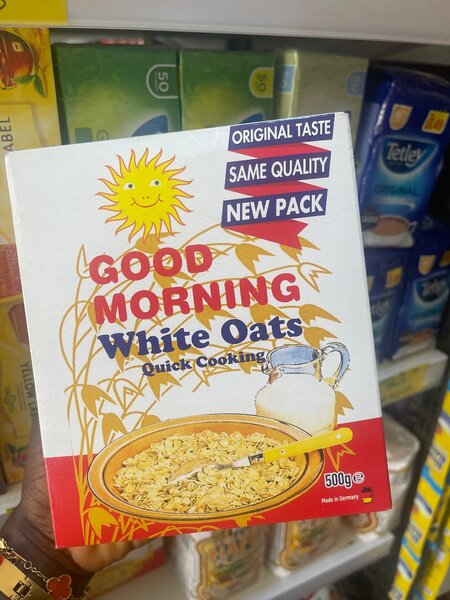 ORIGINAL TASTE
SAME QUALITY
NEW PACK
GOOD
MORNING
White Oats
Quick Cooking
500g e
Made in Germany
50
50
Tetley
ORIGINAL
Tetley